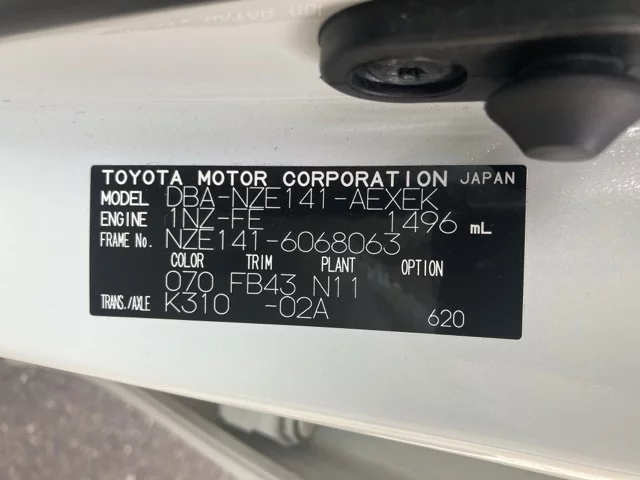 TOYOTA MOTOR CORPORATION JAPAN
MODEL DBA-NZE141-AEXEK
ENGINE 1NZ-FE 1496 mL
FRAME No. NZE141-6068063
COLOR TRIM PLANT OPTION
070 FB43 N11
TRANS./AXLE K310 -02A
620